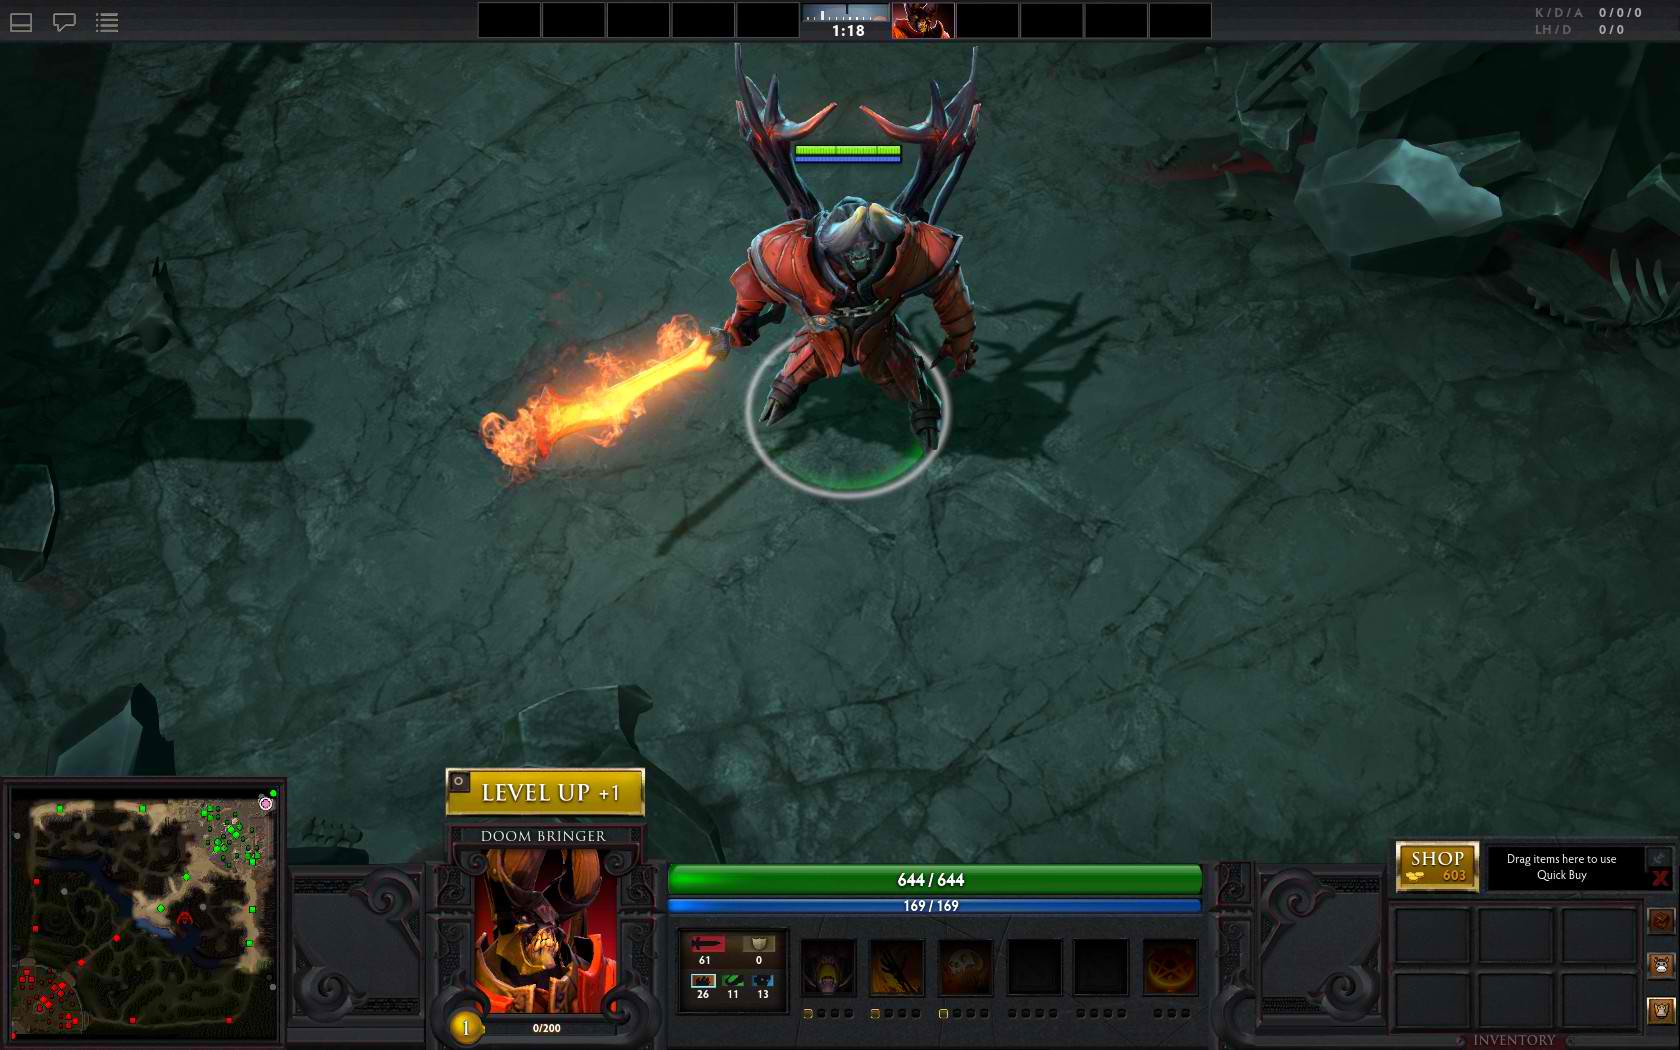 1:18
K/D/A 0/0/0
LH/D 0/0
LEVEL UP +1
DOOM BRINGER
644 / 644
169 / 169
61 0
26 11 13
1
0/200
SHOP
603
Drag items here to use
Quick Buy
INVENTORY